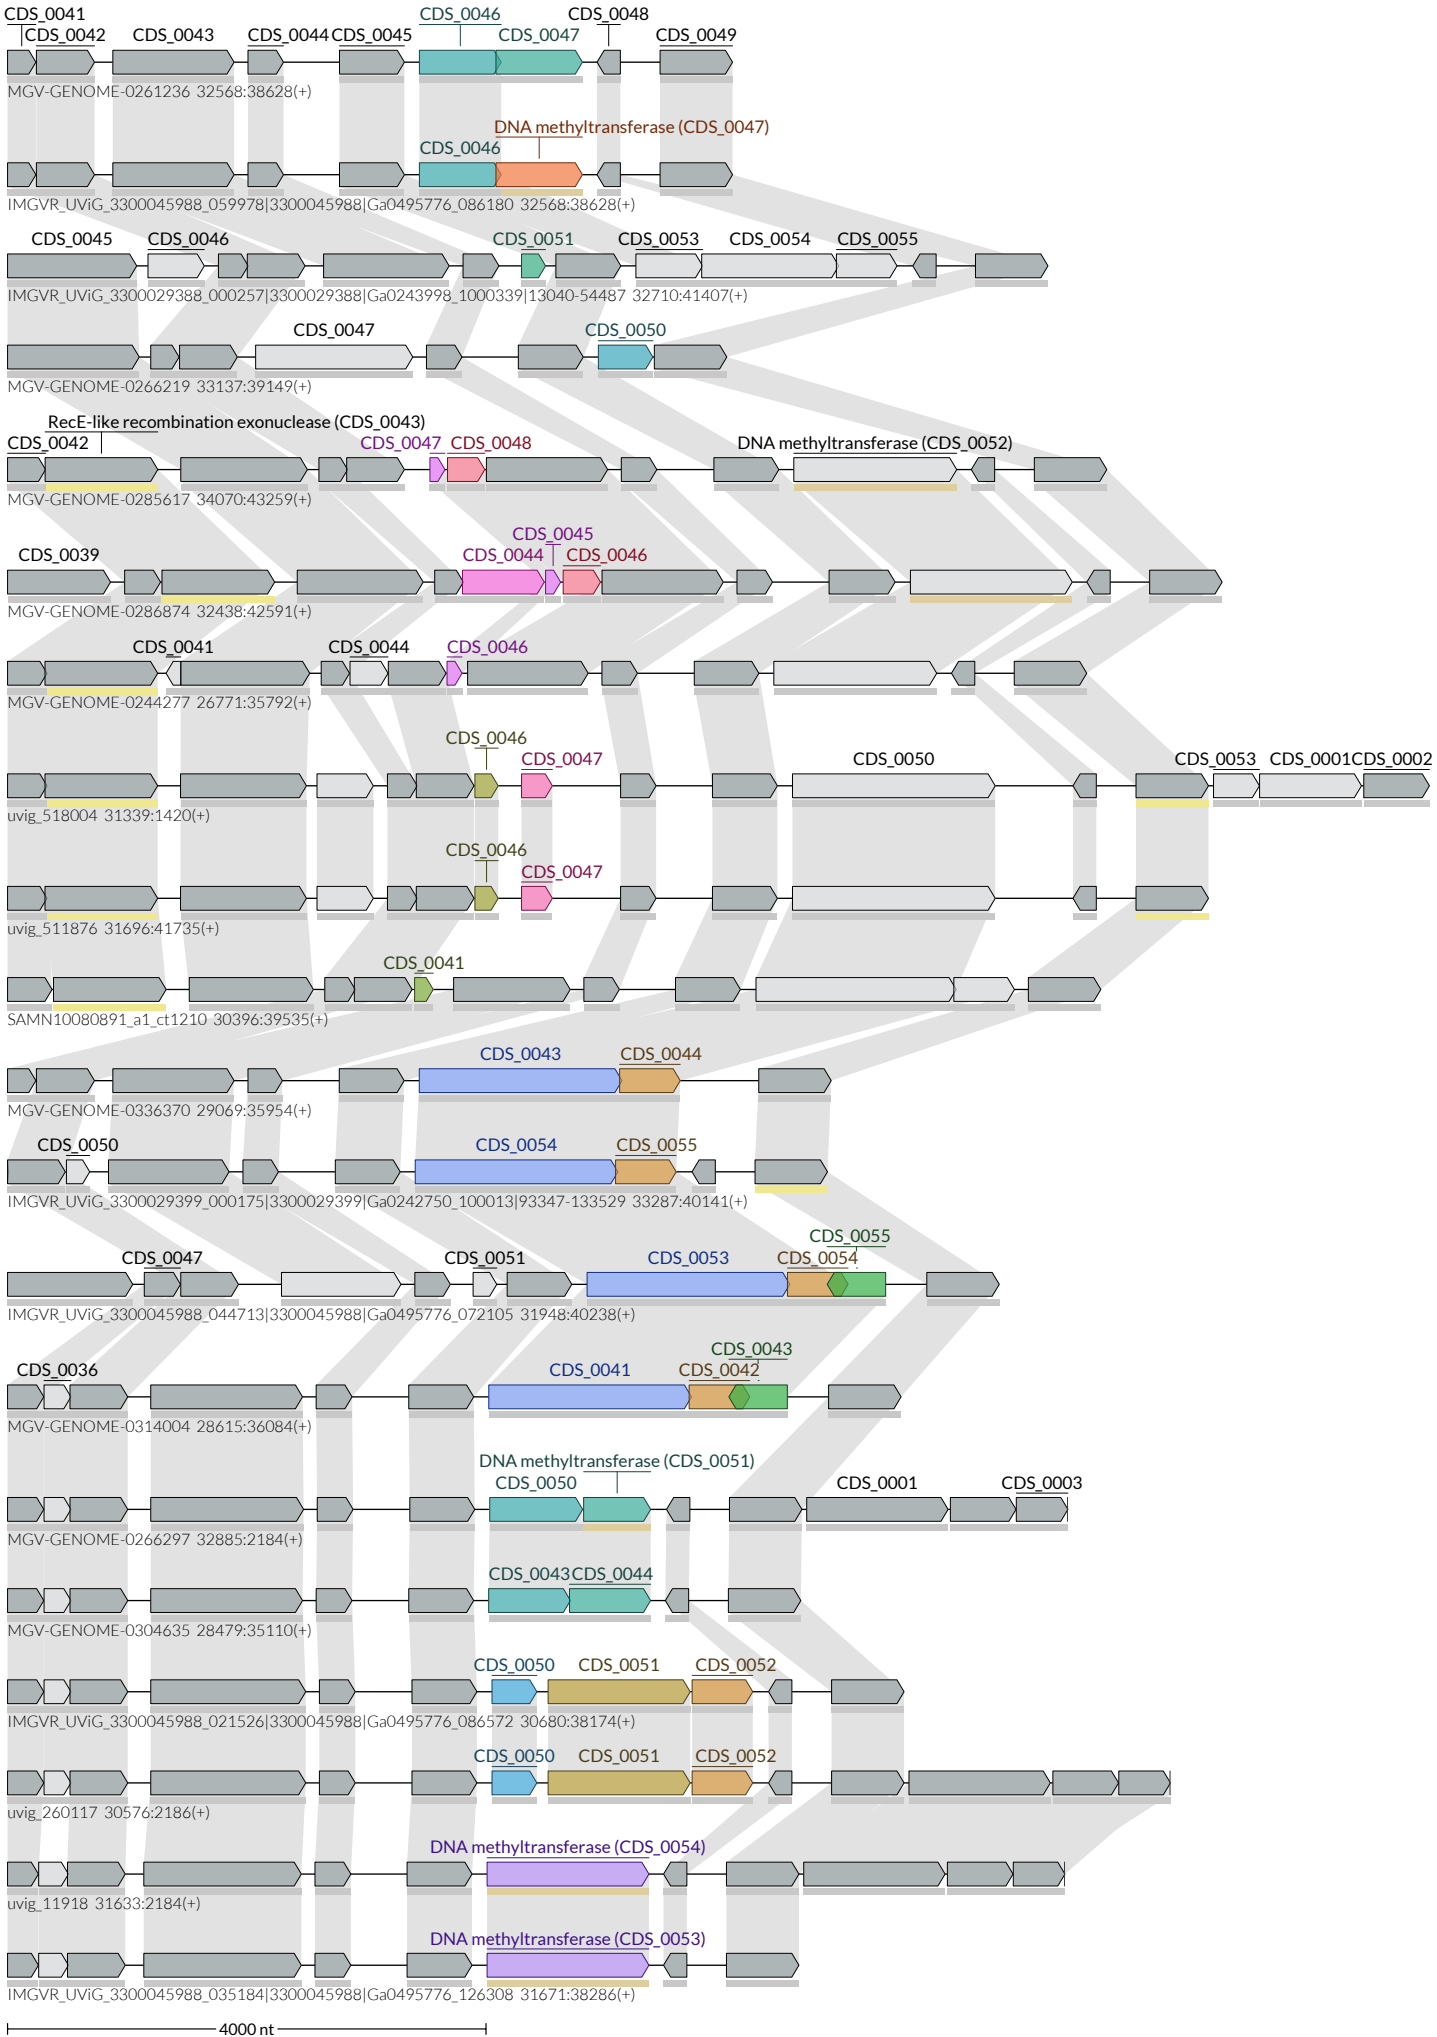 CDS_0041 CDS_0046 CDS_0048
CDS_0042 CDS_0043 CDS_0044 CDS_0045 CDS_0047 CDS_0049
MGV-GENOME-0261236 32568:38628(+)
DNA methyltransferase (CDS_0047)
CDS_0046
IMGVR_UViG_3300045988_059978|3300045988|Ga0495776_086180 32568:38628(+)
CDS_0045 CDS_0046 CDS_0051 CDS_0053 CDS_0054 CDS_0055
IMGVR_UViG_3300029388_000257|3300029388|Ga0243998_1000339|13040-54487 32710:41407(+)
CDS_0047 CDS_0050
MGV-GENOME-0266219 33137:39149(+)
RecE-like recombination exonuclease (CDS_0043)
CDS_0042 CDS_0047 CDS_0048 DNA methyltransferase (CDS_0052)
MGV-GENOME-0285617 34070:43259(+)
CDS_0045
CDS_0039 CDS_0044 CDS_0046
MGV-GENOME-0286874 32438:42591(+)
CDS_0041 CDS_0044 CDS_0046
MGV-GENOME-0244277 26771:35792(+)
CDS_0046
CDS_0047 CDS_0050 CDS_0053 CDS_0001 CDS_0002
uvig_518004 31339:1420(+)
CDS_0046
CDS_0047
uvig_511876 31696:41735(+)
CDS_0041
SAMN10080891_a1_ct1210 30396:39535(+)
CDS_0043 CDS_0044
MGV-GENOME-0336370 29069:35954(+)
CDS_0050 CDS_0054 CDS_0055
IMGVR_UViG_3300029399_000175|3300029399|Ga0242750_100013|93347-133529 33287:40141(+)
CDS_0055
CDS_0047 CDS_0051 CDS_0053 CDS_0054
IMGVR_UViG_3300045988_044713|3300045988|Ga0495776_072105 31948:40238(+)
CDS_0043
CDS_0036 CDS_0041 CDS_0042
MGV-GENOME-0314004 28615:36084(+)
DNA methyltransferase (CDS_0051)
CDS_0050 CDS_0001 CDS_0003
MGV-GENOME-0266297 32885:2184(+)
CDS_0043 CDS_0044
MGV-GENOME-0304635 28479:35110(+)
CDS_0050 CDS_0051 CDS_0052
IMGVR_UViG_3300045988_021526|3300045988|Ga0495776_086572 30680:38174(+)
CDS_0050 CDS_0051 CDS_0052
uvig_260117 30576:2186(+)
DNA methyltransferase (CDS_0054)
uvig_11918 31633:2184(+)
DNA methyltransferase (CDS_0053)
IMGVR_UViG_3300045988_035184|3300045988|Ga0495776_126308 31671:38286(+)
4000 nt